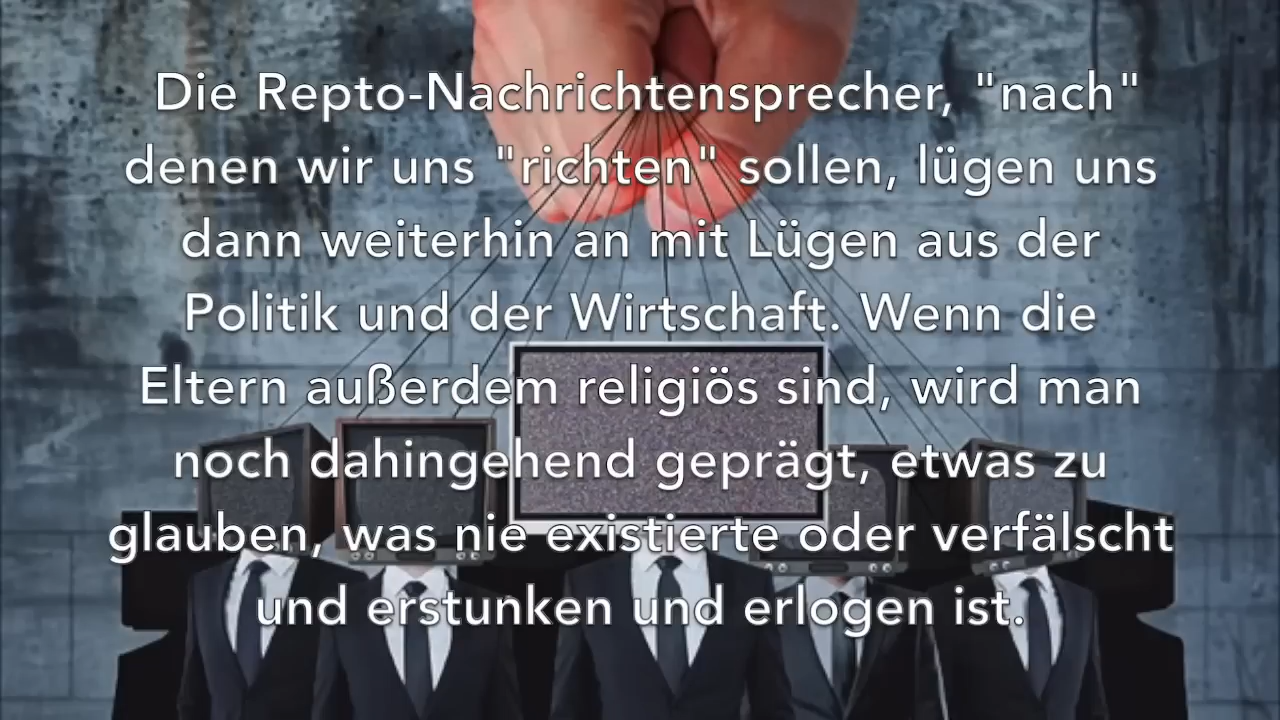 Die Repto-Nachrichtensprecher, "nach"
denen wir uns "richten" sollen, lügen uns
dann weiterhin an mit Lügen aus der
Politik und der Wirtschaft. Wenn die
Eltern außerdem religiös sind, wird man
noch dahingehend geprägt, etwas zu
glauben, was nie existierte oder verfälscht
und erstunken und erlogen ist.